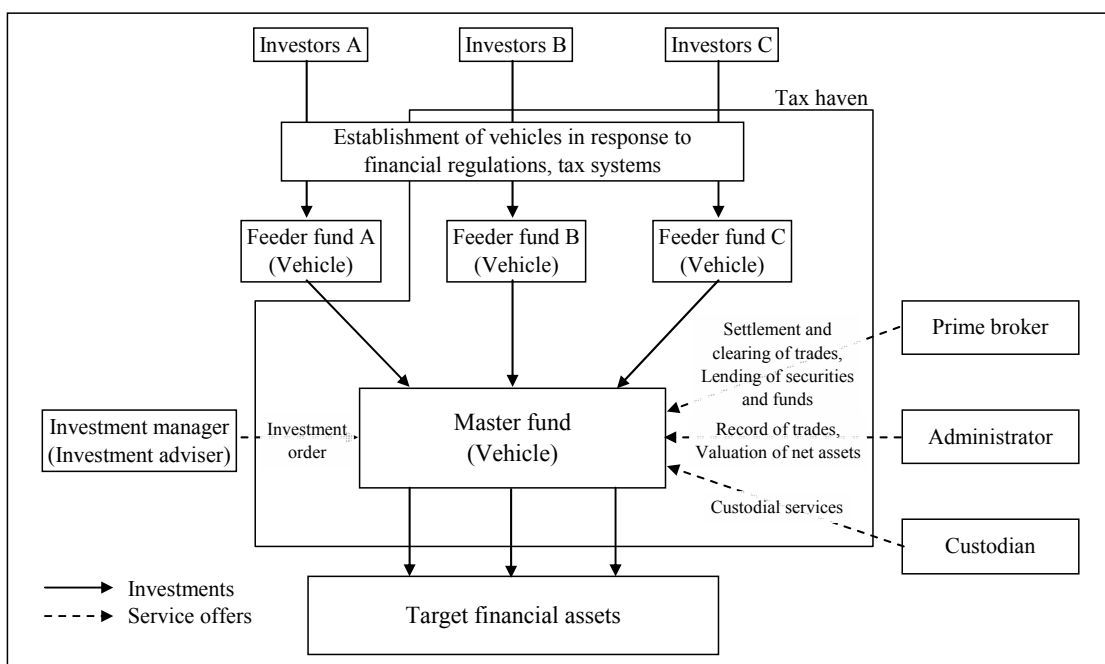 Investors A
Investors B
Investors C
Tax haven
Establishment of vehicles in response to
financial regulations, tax systems
Feeder fund A
(Vehicle)
Feeder fund B
(Vehicle)
Feeder fund C
(Vehicle)
Settlement and
clearing of trades,
Lending of securities
and funds
Prime broker
Investment manager
(Investment adviser)
Investment
order
Master fund
(Vehicle)
Record of trades,
Valuation of net assets
Administrator
Custodial services
Custodian
Investments
Service offers
Target financial assets